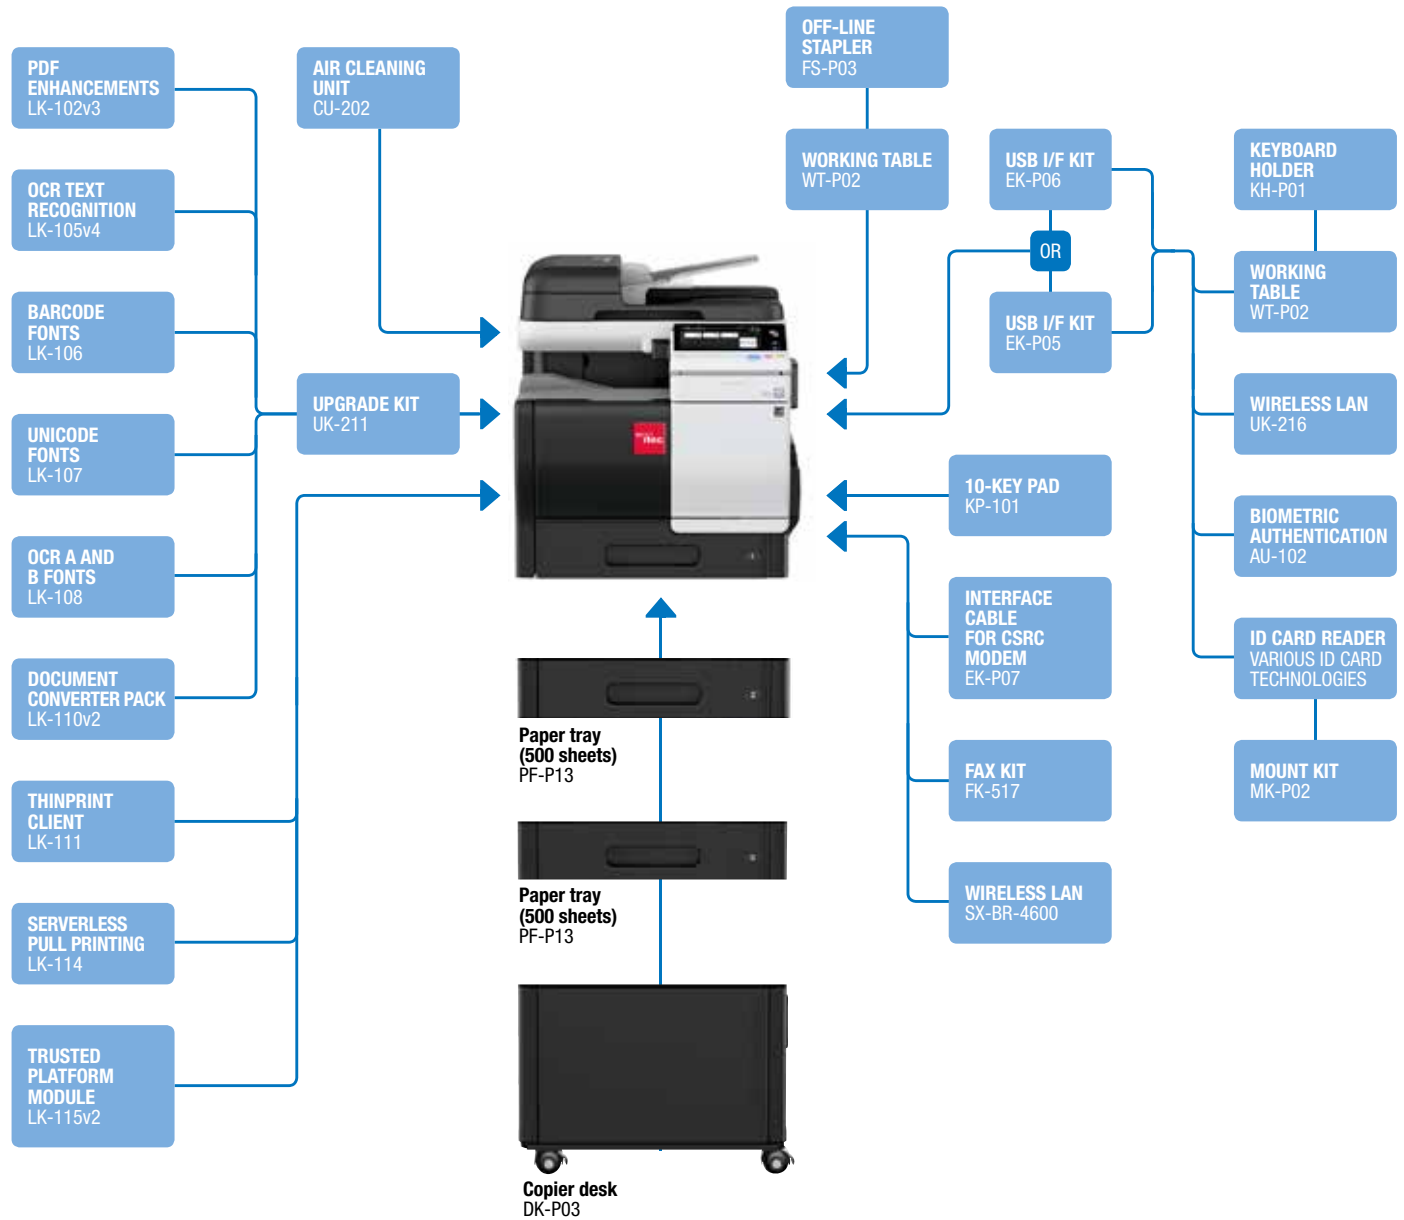 PDF
ENHANCEMENTS
LK-102v3
OCR TEXT
RECOGNITION
LK-105v4
BARCODE
FONTS
LK-106
UNICODE
FONTS
LK-107
OCR A AND
B FONTS
LK-108
DOCUMENT
CONVERTER PACK
LK-110v2
THINPRINT
CLIENT
LK-111
SERVERLESS
PULL PRINTING
LK-114
TRUSTED
PLATFORM
MODULE
LK-115v2
AIR CLEANING
UNIT
CU-202
UPGRADE KIT
UK-211
Paper tray
(500 sheets)
PF-P13
Paper tray
(500 sheets)
PF-P13
Copier desk
DK-P03
OFF-LINE
STAPLER
FS-P03
WORKING TABLE
WT-P02
USB I/F KIT
EK-P06
OR
USB I/F KIT
EK-P05
10-KEY PAD
KP-101
INTERFACE
CABLE
FOR CSRC
MODEM
EK-P07
FAX KIT
FK-517
WIRELESS LAN
SX-BR-4600
KEYBOARD
HOLDER
KH-P01
WORKING
TABLE
WT-P02
WIRELESS LAN
UK-216
BIOMETRIC
AUTHENTICATION
AU-102
ID CARD READER
VARIOUS ID CARD
TECHNOLOGIES
MOUNT KIT
MK-P02